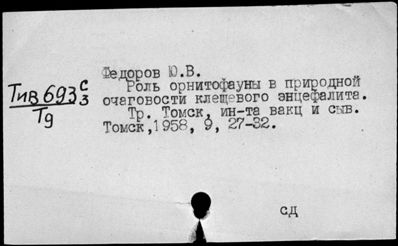 Федоров Ю.В.
Роль орнитофауны в природной
очаговости клещевого энцефалита.
Тр. Томск, ин-та вакц и сыв.
Томск,1958, 9, 27-32.
Тив 693 С
3
Тg
сд